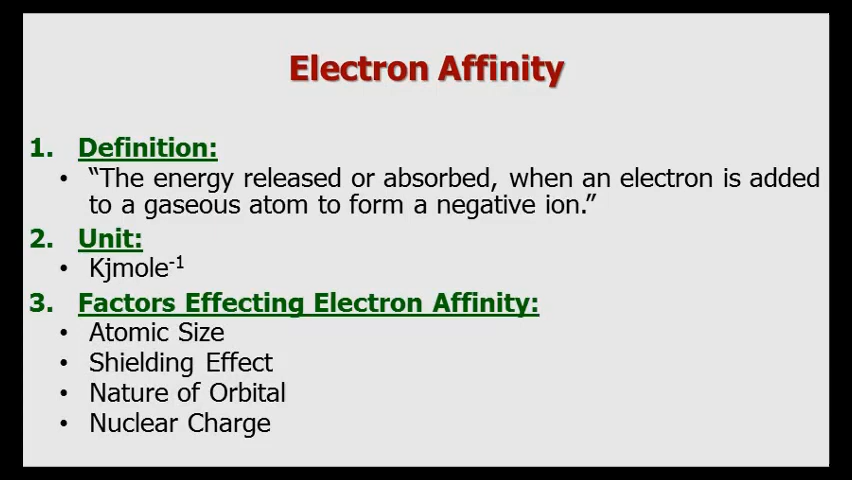 Electron Affinity
1. Definition:
• “The energy released or absorbed, when an electron is added
to a gaseous atom to form a negative ion.”
2. Unit:
• Kjmole⁻¹
3. Factors Effecting Electron Affinity:
• Atomic Size
• Shielding Effect
• Nature of Orbital
• Nuclear Charge